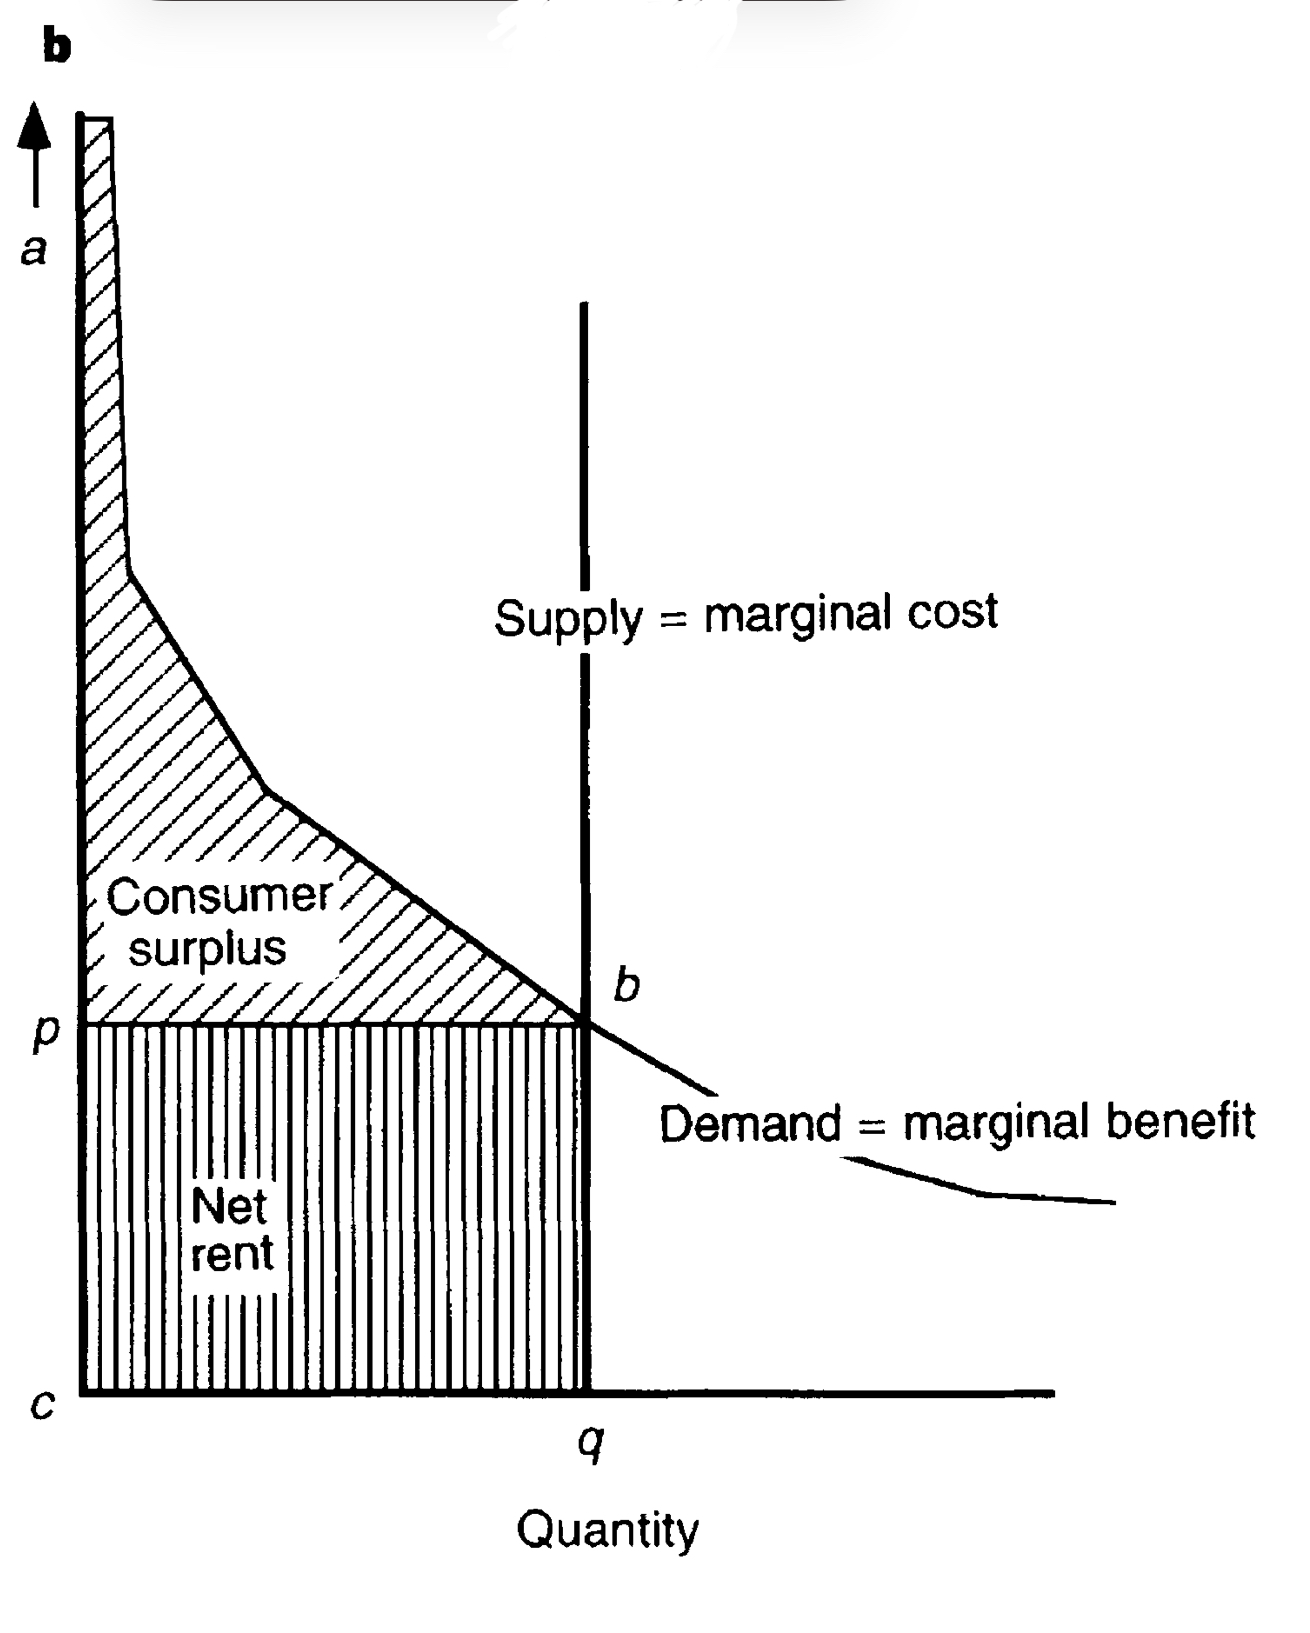 b
a
Supply = marginal cost
Consumer
surplus
b
p
Demand = marginal benefit
Net
rent
c
q
Quantity